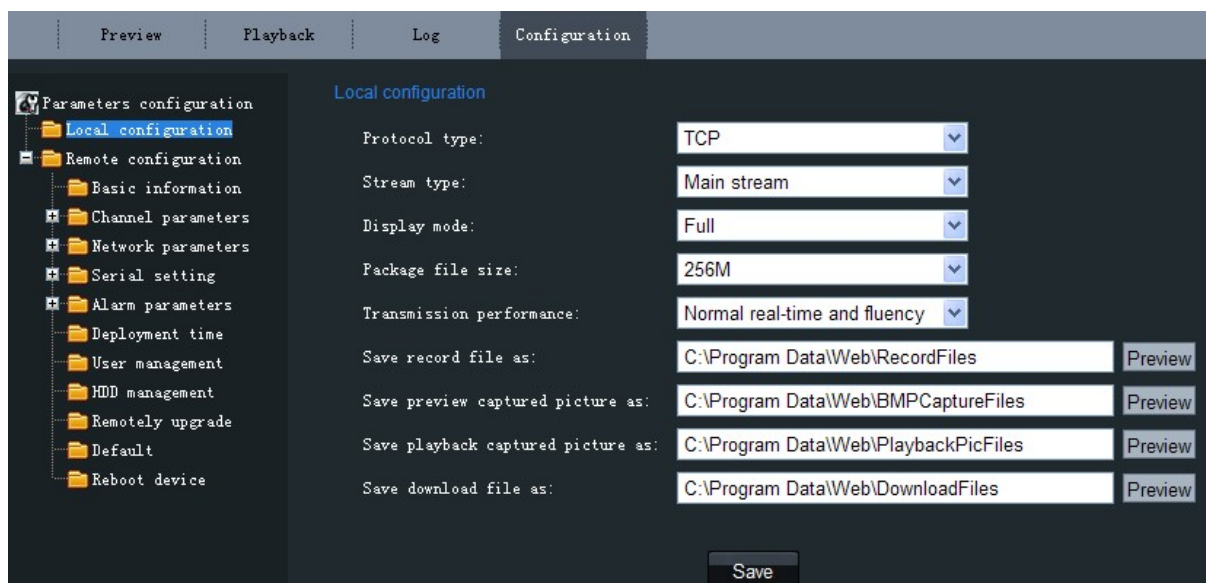 Preview Playback Log Configuration
Parameters configuration
Local configuration
Remote configuration
Basic information
Channel parameters
Network parameters
Serial setting
Alarm parameters
Deployment time
User management
HDD management
Remotely upgrade
Default
Reboot device
Local configuration
Protocol type: TCP
Stream type: Main stream
Display mode: Full
Package file size: 256M
Transmission performance: Normal real-time and fluency
Save record file as: C:\Program Data\Web\RecordFiles Preview
Save preview captured picture as: C:\Program Data\Web\BMPCaptureFiles Preview
Save playback captured picture as: C:\Program Data\Web\PlaybackPicFiles Preview
Save download file as: C:\Program Data\Web\DownloadFiles Preview
Save